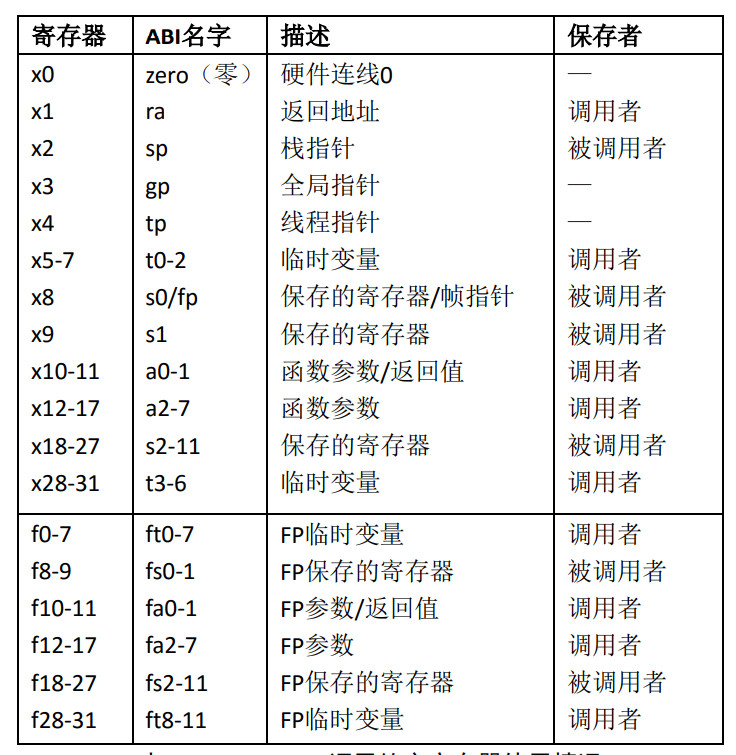 寄存器 ABI名字 描述 保存者
x0 zero（零） 硬件连线0 —
x1 ra 返回地址 调用者
x2 sp 栈指针 被调用者
x3 gp 全局指针 —
x4 tp 线程指针 —
x5-7 t0-2 临时变量 调用者
x8 s0/fp 保存的寄存器/帧指针 被调用者
x9 s1 保存的寄存器 被调用者
x10-11 a0-1 函数参数/返回值 调用者
x12-17 a2-7 函数参数 调用者
x18-27 s2-11 保存的寄存器 被调用者
x28-31 t3-6 临时变量 调用者
f0-7 ft0-7 FP临时变量 调用者
f8-9 fs0-1 FP保存的寄存器 被调用者
f10-11 fa0-1 FP参数/返回值 调用者
f12-17 fa2-7 FP参数 调用者
f18-27 fs2-11 FP保存的寄存器 被调用者
f28-31 ft8-11 FP临时变量 调用者